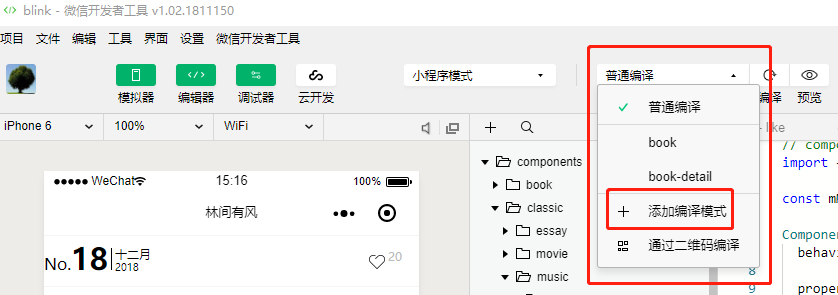 blink - 微信开发者工具 v1.02.1811150
项目 文件 编辑 工具 界面 设置 微信开发者工具
小程序模式 普通编译
模拟器 编辑器 调试器 云开发 编译 预览
iPhone 6 100% WiFi
普通编译
book
book-detail
添加编译模式
通过二维码编译
- like
components
book
classic
essay
movie
music
// comp
import
const m
Component
behavi
8
9 proper
WeChat 15:16 100%
林间有风
No.18 十二月
2018
20